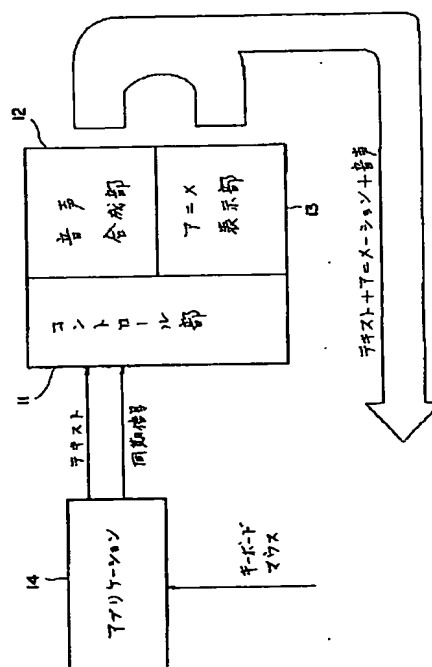 14
アプリケーション
キーボード
マウス
テキスト
同期信号
11
コントロール部
12
音声
合成部
アニメ
表示部
13
テキスト+アニメーション+音声